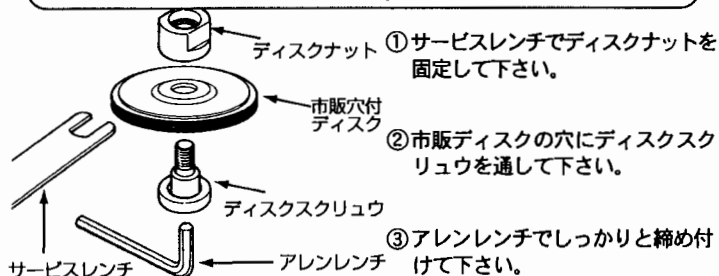 ディスクナット
市販穴付
ディスク
ディスクスクリュウ
サービスレンチ
アレンレンチ
①サービスレンチでディスクナットを
固定して下さい。
②市販ディスクの穴にディスクスク
リュウを通して下さい。
③アレンレンチでしっかりと締め付
けて下さい。